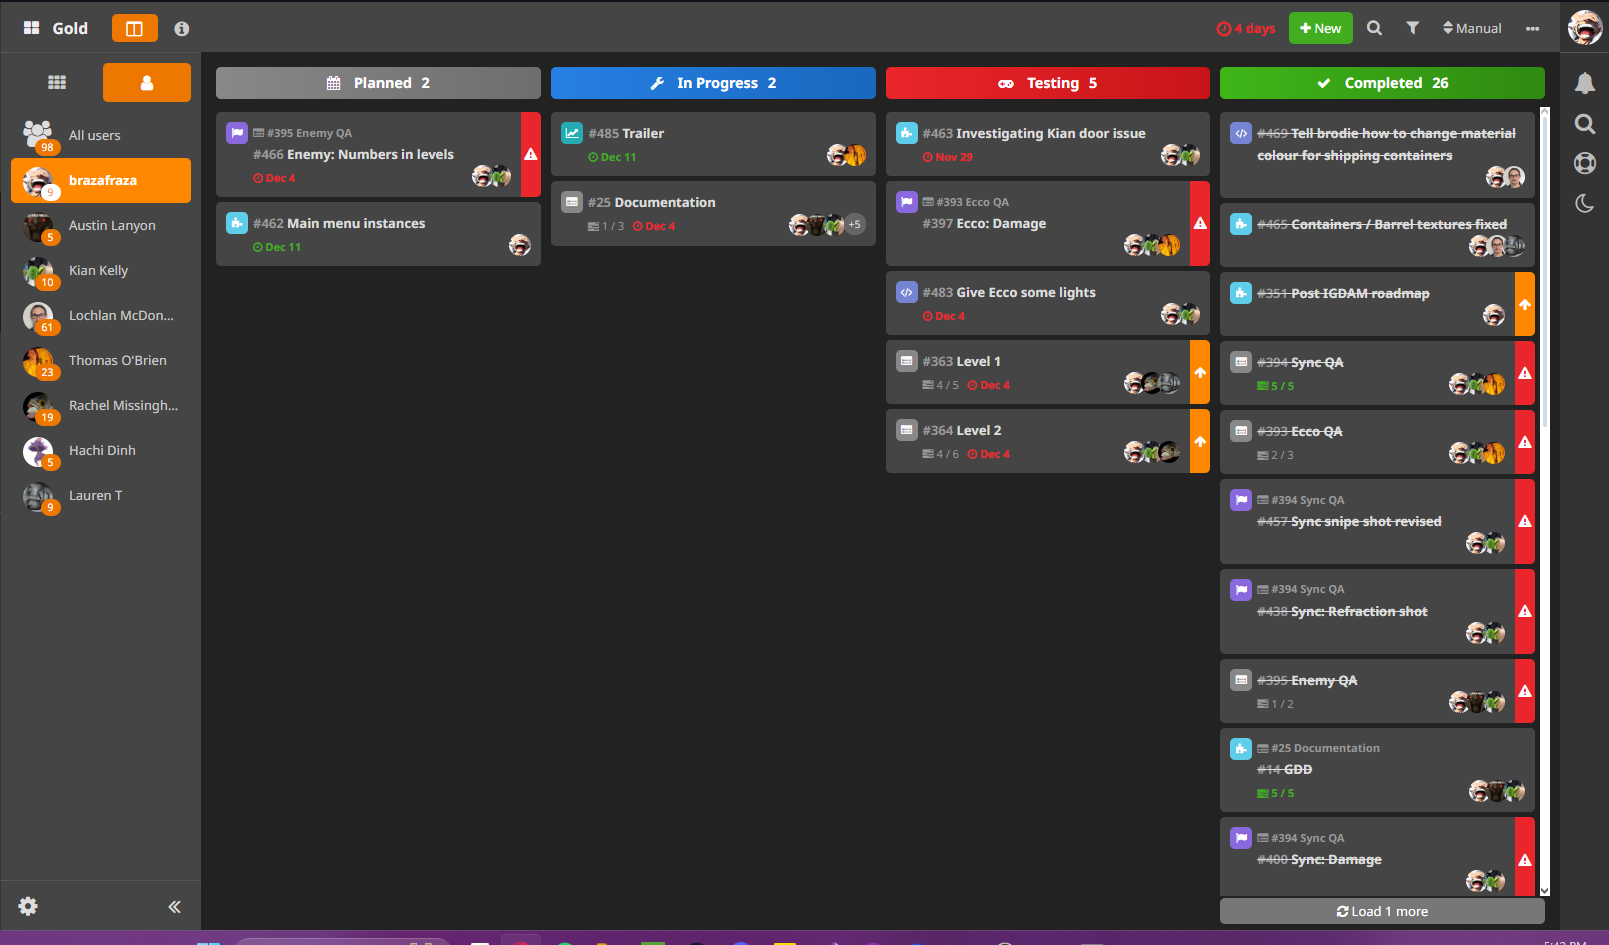 Gold
4 days
New
Manual
All users
98
brazafraza
9
Austin Lanyon
5
Kian Kelly
10
Lochlan McDon...
61
Thomas O'Brien
23
Rachel Missingh...
19
Hachi Dinh
5
Lauren T
9
Planned 2
#395 Enemy QA
#466 Enemy: Numbers in levels
Dec 4
#462 Main menu instances
Dec 11
In Progress 2
#485 Trailer
Dec 11
#25 Documentation
1 / 3 Dec 4
+5
Testing 5
#463 Investigating Kian door issue
Nov 29
#393 Ecco QA
#397 Ecco: Damage
#483 Give Ecco some lights
Dec 4
#363 Level 1
4 / 5 Dec 4
#364 Level 2
4 / 6 Dec 4
Completed 26
#469 Tell brodie how to change material
colour for shipping containers
#465 Containers / Barrel textures fixed
#351 Post IGDAM roadmap
#394 Sync QA
5 / 5
#393 Ecco QA
2 / 3
#394 Sync QA
#457 Sync snipe shot revised
#394 Sync QA
#438 Sync: Refraction shot
#395 Enemy QA
1 / 2
#25 Documentation
#14 GDD
5 / 5
#394 Sync QA
#400 Sync: Damage
Load 1 more